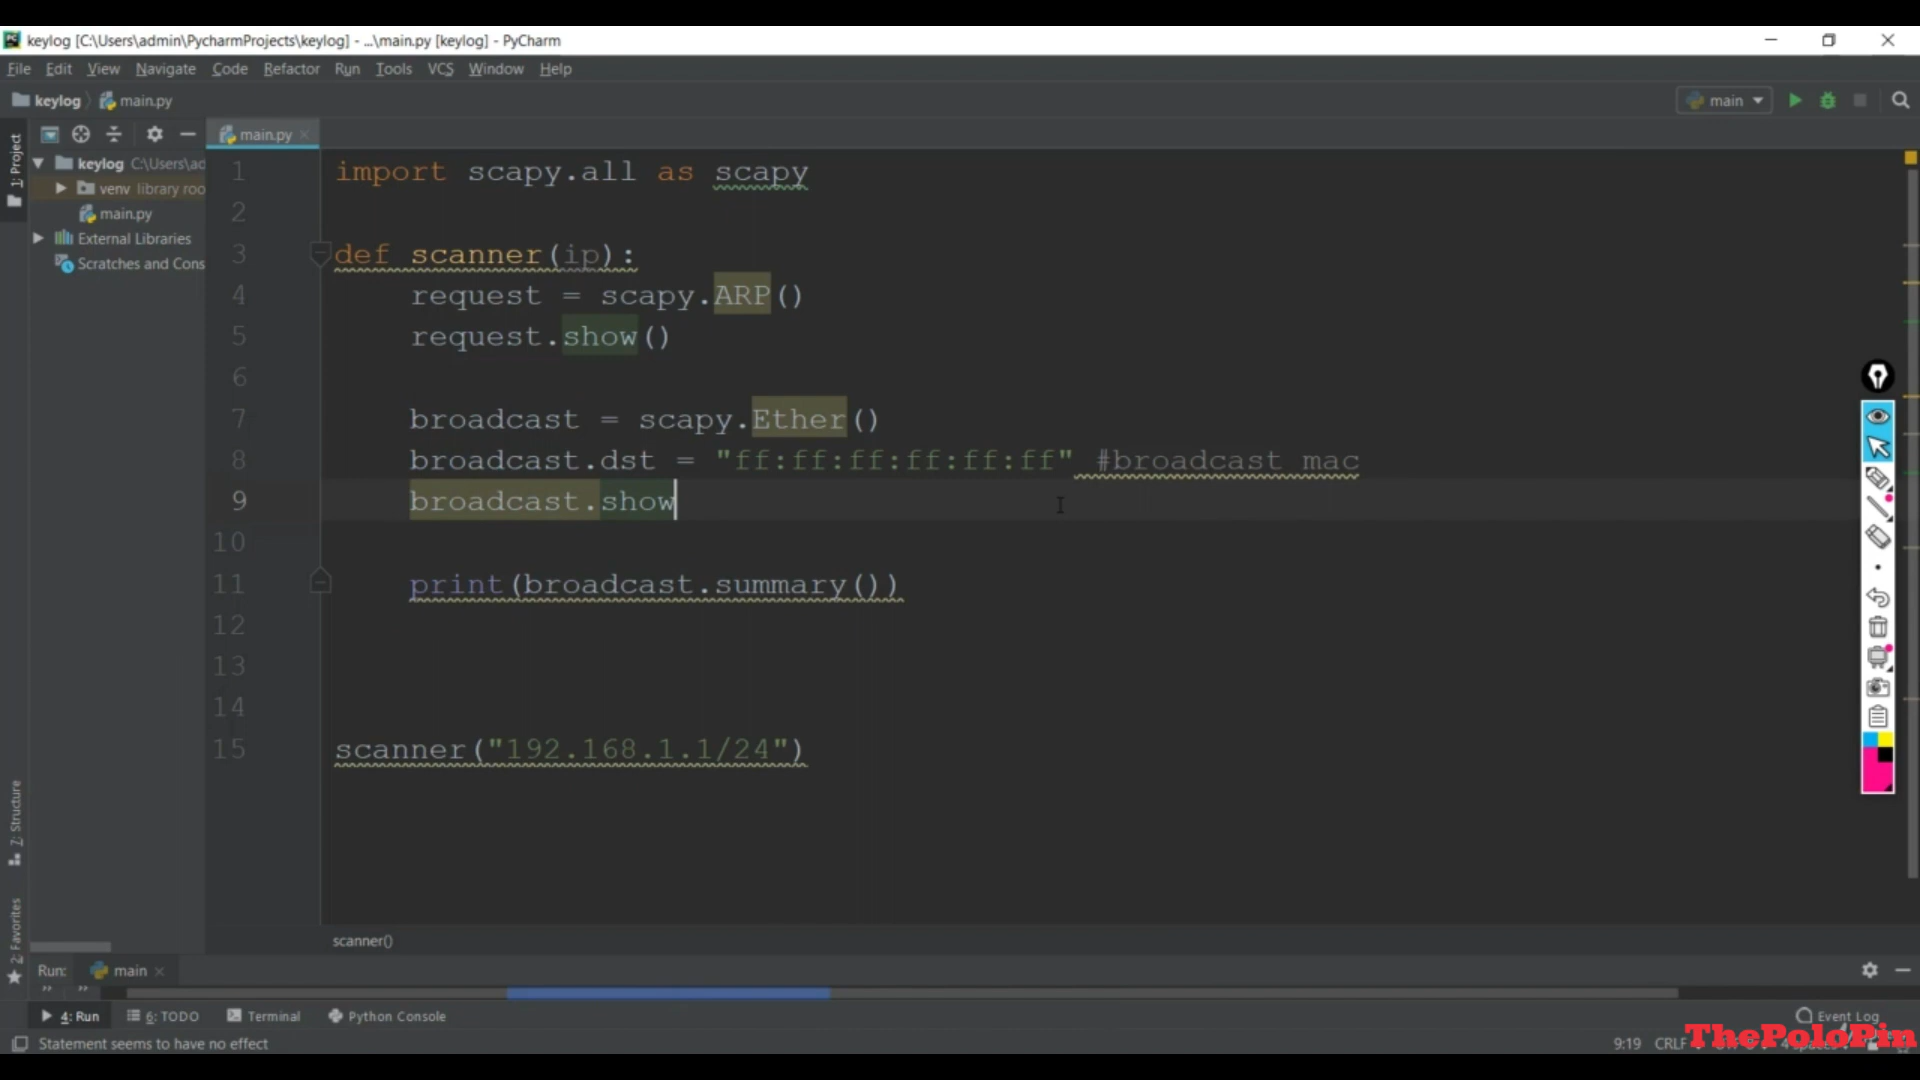 keylog [C:\Users\admin\PycharmProjects\keylog] - ...\main.py [keylog] - PyCharm
File Edit View Navigate Code Refactor Run Tools VCS Window Help
keylog main.py
main
1: Project
main.py
keylog C:\Users\ad
venv library roo
main.py
External Libraries
Scratches and Cons
1 import scapy.all as scapy
2
3 def scanner(ip):
4 request = scapy.ARP()
5 request.show()
6
7 broadcast = scapy.Ether()
8 broadcast.dst = "ff:ff:ff:ff:ff:ff" #broadcast mac
9 broadcast.show
10
11 print(broadcast.summary())
12
13
14
15 scanner("192.168.1.1/24")
Z: Structure
2: Favorites
scanner()
Run: main
4: Run 6: TODO Terminal Python Console Event Log
Statement seems to have no effect 9:19 CRLF
ThePoloPin